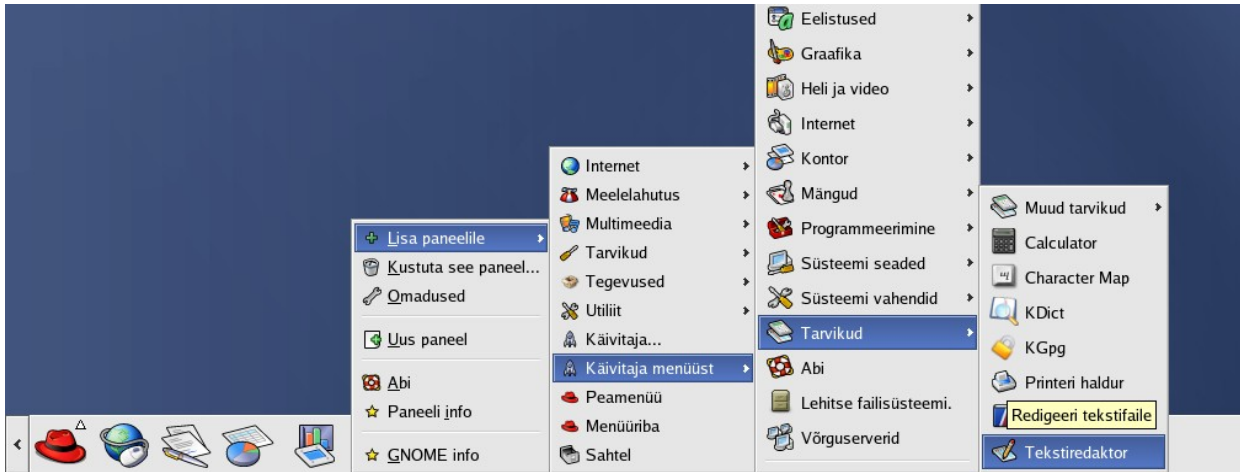 Lisa paneelile
Kustuta see paneel...
Omadused
Uus paneel
Abi
Paneeli info
GNOME info
Internet
Meelelahutus
Multimeedia
Tarvikud
Tegevused
Utiliit
Käivitaja...
Käivitaja menüüst
Peamenüü
Menüüriba
Sahtel
Eelistused
Graafika
Heli ja video
Internet
Kontor
Mängud
Programmeerimine
Süsteemi seaded
Süsteemi vahendid
Tarvikud
Abi
Lehitse failisüsteemi.
Võrguserverid
Muud tarvikud
Calculator
Character Map
KDict
KGpg
Printeri haldur
Redigeeri tekstifaile
Tekstiredaktor